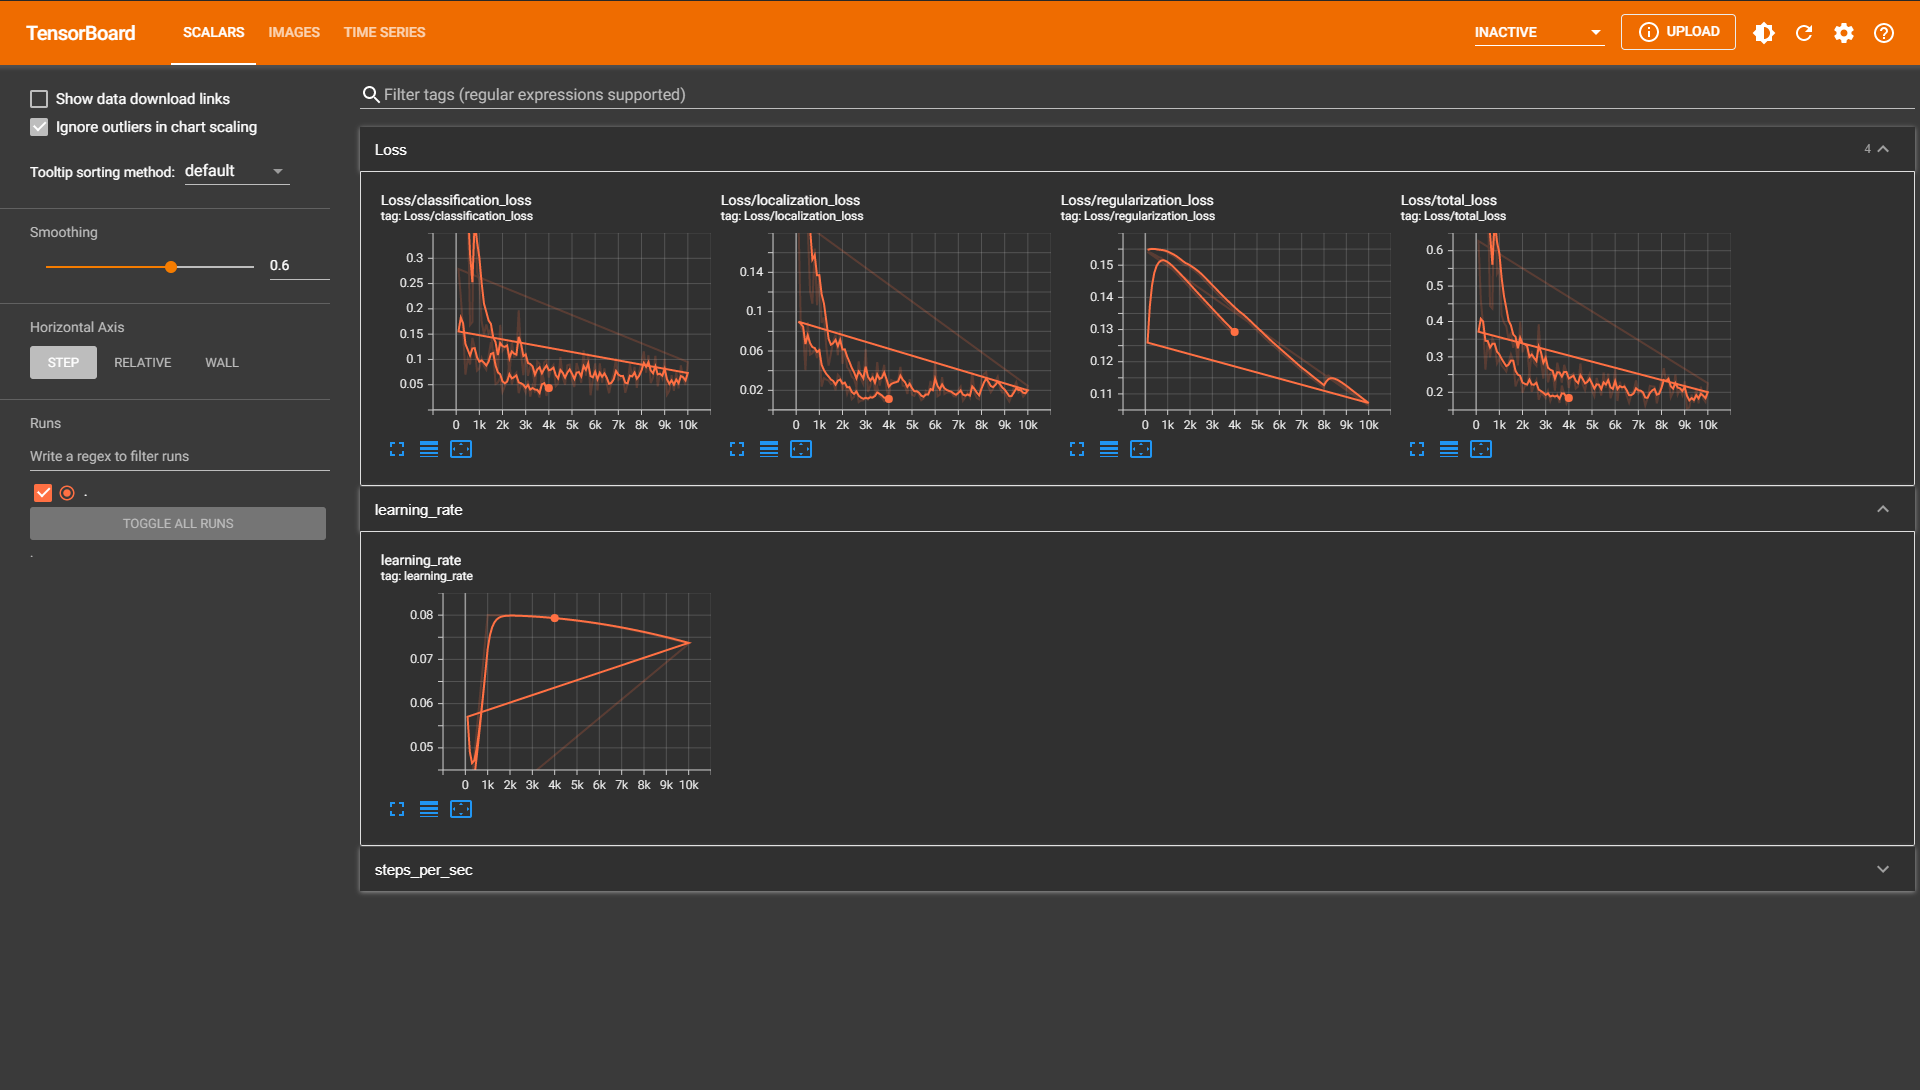 TensorBoard
SCALARS
IMAGES
TIME SERIES
INACTIVE
UPLOAD
Show data download links
Ignore outliers in chart scaling
Tooltip sorting method: default
Smoothing
0.6
Horizontal Axis
STEP RELATIVE WALL
Runs
Write a regex to filter runs
.
TOGGLE ALL RUNS
.
Filter tags (regular expressions supported)
Loss
4
Loss/classification_loss
tag: Loss/classification_loss
0.3
0.25
0.2
0.15
0.1
0.05
0 1k 2k 3k 4k 5k 6k 7k 8k 9k 10k
Loss/localization_loss
tag: Loss/localization_loss
0.14
0.1
0.06
0.02
0 1k 2k 3k 4k 5k 6k 7k 8k 9k 10k
Loss/regularization_loss
tag: Loss/regularization_loss
0.15
0.14
0.13
0.12
0.11
0 1k 2k 3k 4k 5k 6k 7k 8k 9k 10k
Loss/total_loss
tag: Loss/total_loss
0.6
0.5
0.4
0.3
0.2
0 1k 2k 3k 4k 5k 6k 7k 8k 9k 10k
learning_rate
learning_rate
tag: learning_rate
0.08
0.07
0.06
0.05
0 1k 2k 3k 4k 5k 6k 7k 8k 9k 10k
steps_per_sec